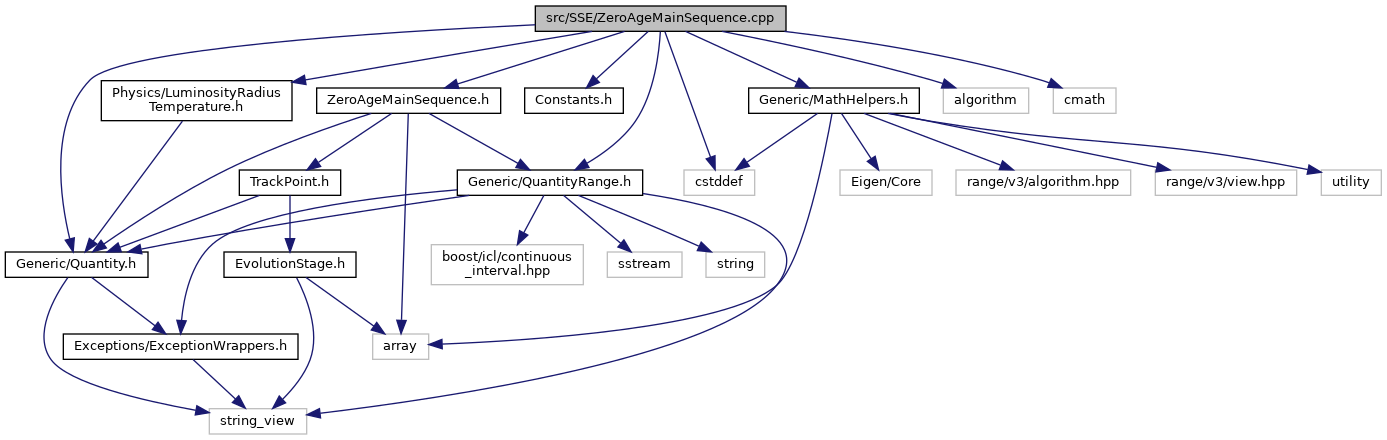 src/SSE/ZeroAgeMainSequence.cpp
Physics/LuminosityRadius
Temperature.h
ZeroAgeMainSequence.h
Constants.h
Generic/MathHelpers.h
algorithm
cmath
TrackPoint.h
Generic/QuantityRange.h
cstddef
Eigen/Core
range/v3/algorithm.hpp
range/v3/view.hpp
utility
Generic/Quantity.h
EvolutionStage.h
boost/icl/continuous
_interval.hpp
sstream
string
Exceptions/ExceptionWrappers.h
array
string_view